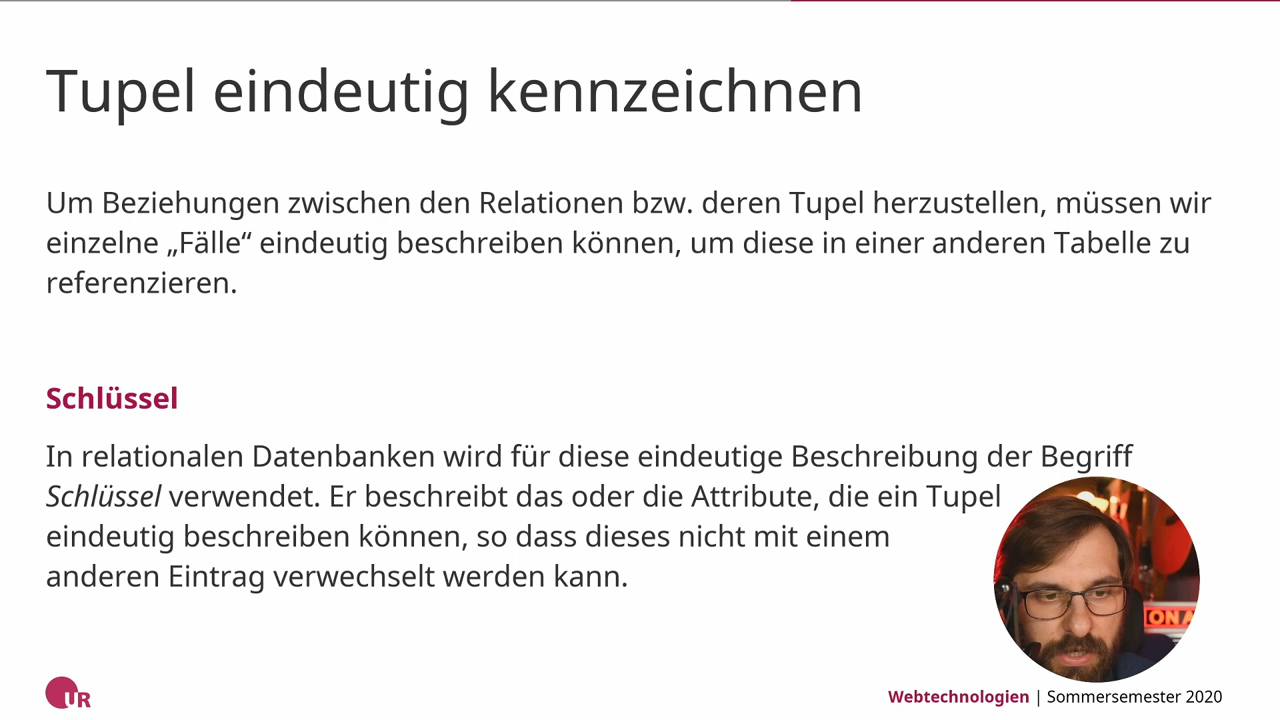 Tupel eindeutig kennzeichnen
Um Beziehungen zwischen den Relationen bzw. deren Tupel herzustellen, müssen wir
einzelne „Fälle“ eindeutig beschreiben können, um diese in einer anderen Tabelle zu
referenzieren.
Schlüssel
In relationalen Datenbanken wird für diese eindeutige Beschreibung der Begriff
Schlüssel verwendet. Er beschreibt das oder die Attribute, die ein Tupel
eindeutig beschreiben können, so dass dieses nicht mit einem
anderen Eintrag verwechselt werden kann.
ON A
UR
Webtechnologien | Sommersemester 2020